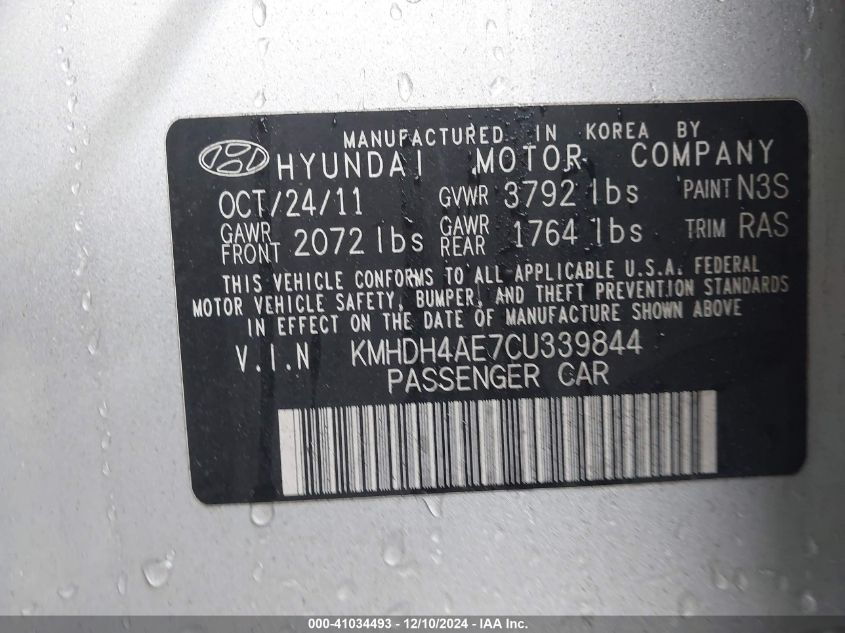 MANUFACTURED IN KOREA BY
HYUNDAI MOTOR COMPANY
OCT/24/11 GVWR 3792 lbs PAINT N3S
GAWR FRONT 2072 lbs GAWR REAR 1764 lbs TRIM RAS
THIS VEHICLE CONFORMS TO ALL APPLICABLE U.S.A. FEDERAL
MOTOR VEHICLE SAFETY, BUMPER, AND THEFT PREVENTION STANDARDS
IN EFFECT ON THE DATE OF MANUFACTURE SHOWN ABOVE
V.I.N KMHDH4AE7CU339844
PASSENGER CAR
000-41034493 - 12/10/2024 - IAA Inc.